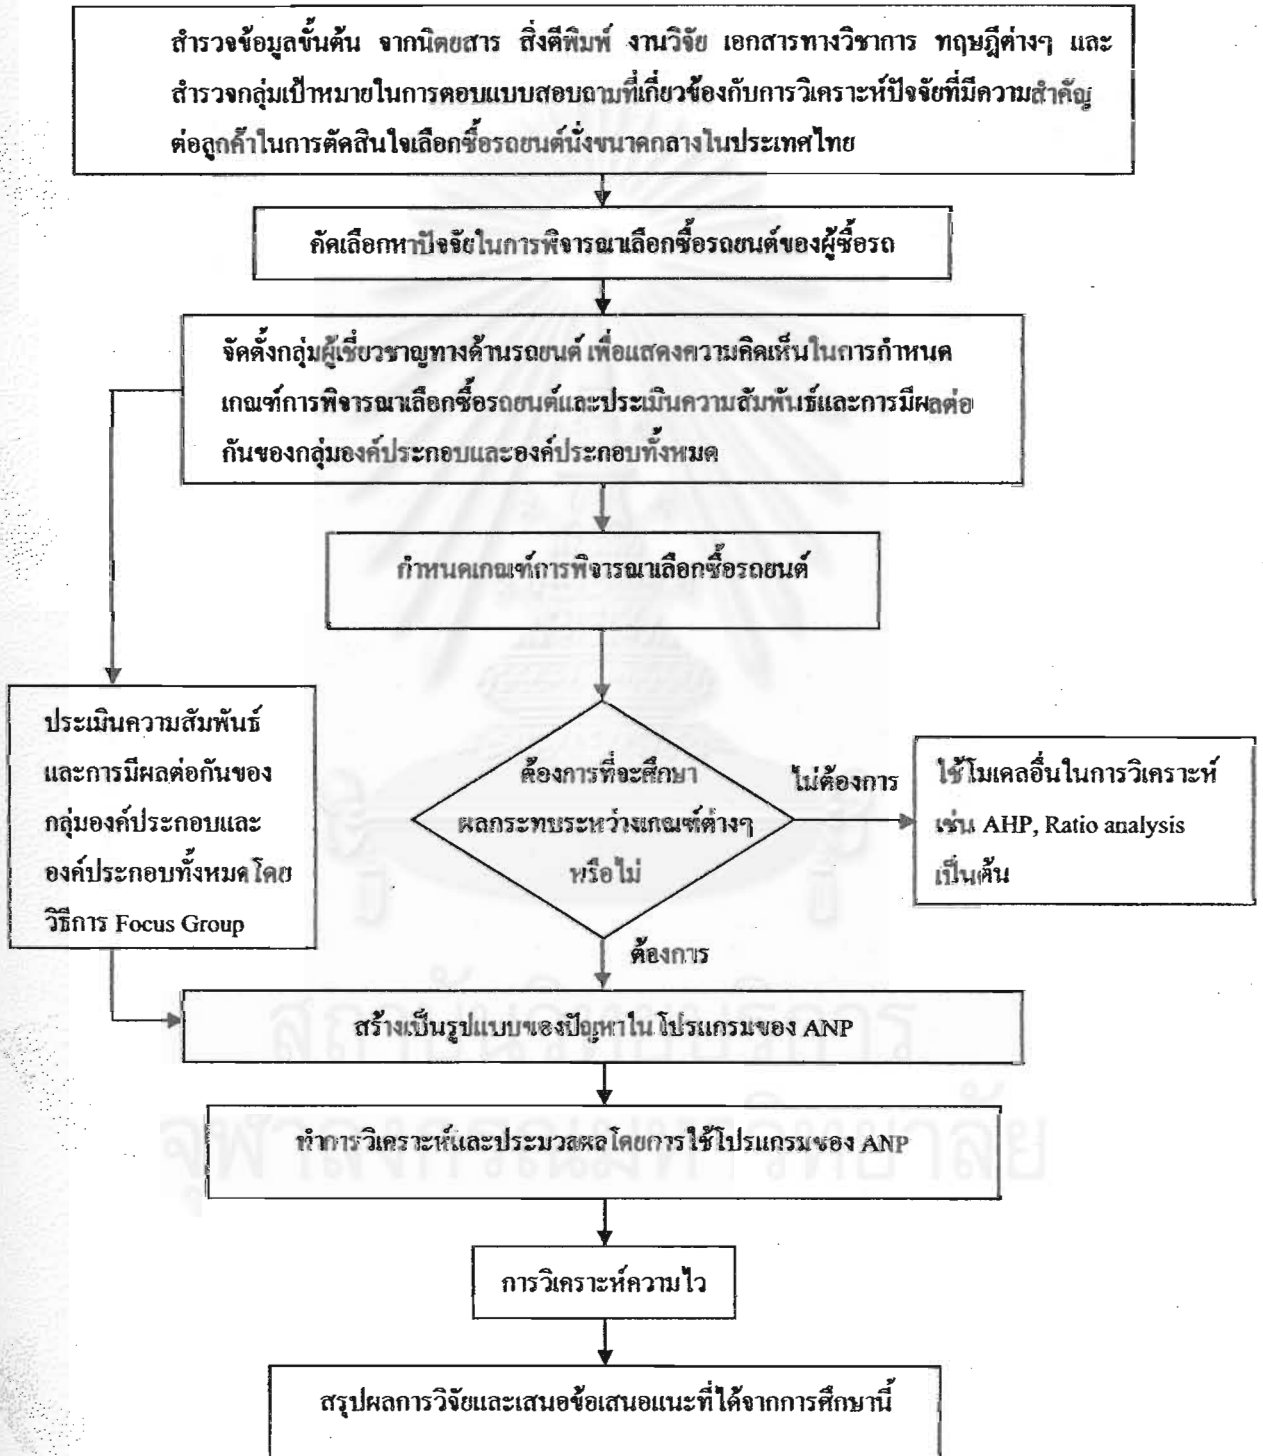 สำรวจข้อมูลขั้นต้น จากนิตยสาร สิ่งตีพิมพ์ งานวิจัย เอกสารทางวิชาการ ทฤษฎีต่างๆ และ
สำรวจกลุ่มเป้าหมายในการตอบแบบสอบถามที่เกี่ยวข้องกับการวิเคราะห์ปัจจัยที่มีความสำคัญ
ต่อลูกค้าในการตัดสินใจเลือกซื้อรถยนต์นั่งขนาดกลางในประเทศไทย
คัดเลือกหาปัจจัยในการพิจารณาเลือกซื้อรถยนต์ของผู้ซื้อรถ
จัดตั้งกลุ่มผู้เชี่ยวชาญทางด้านรถยนต์ เพื่อแสดงความคิดเห็นในการกำหนด
เกณฑ์การพิจารณาเลือกซื้อรถยนต์และประเมินความสัมพันธ์และการมีผลต่อ
กันของกลุ่มองค์ประกอบและองค์ประกอบทั้งหมด
กำหนดเกณฑ์การพิจารณาเลือกซื้อรถยนต์
ประเมินความสัมพันธ์
และการมีผลต่อกันของ
กลุ่มองค์ประกอบและ
องค์ประกอบทั้งหมดโดย
วิธีการ Focus Group
ต้องการที่จะศึกษา
ผลกระทบระหว่างเกณฑ์ต่างๆ
หรือไม่
ไม่ต้องการ
ใช้โมเดลอื่นในการวิเคราะห์
เช่น AHP, Ratio analysis
เป็นต้น
ต้องการ
สร้างเป็นรูปแบบของปัญหาในโปรแกรมของ ANP
ทำการวิเคราะห์และประมวลผลโดยการใช้โปรแกรมของ ANP
การวิเคราะห์ความไว
สรุปผลการวิจัยและเสนอข้อเสนอแนะที่ได้จากการศึกษานี้
สถาบันวิทยบริการ
จุฬาลงกรณ์มหาวิทยาลัย